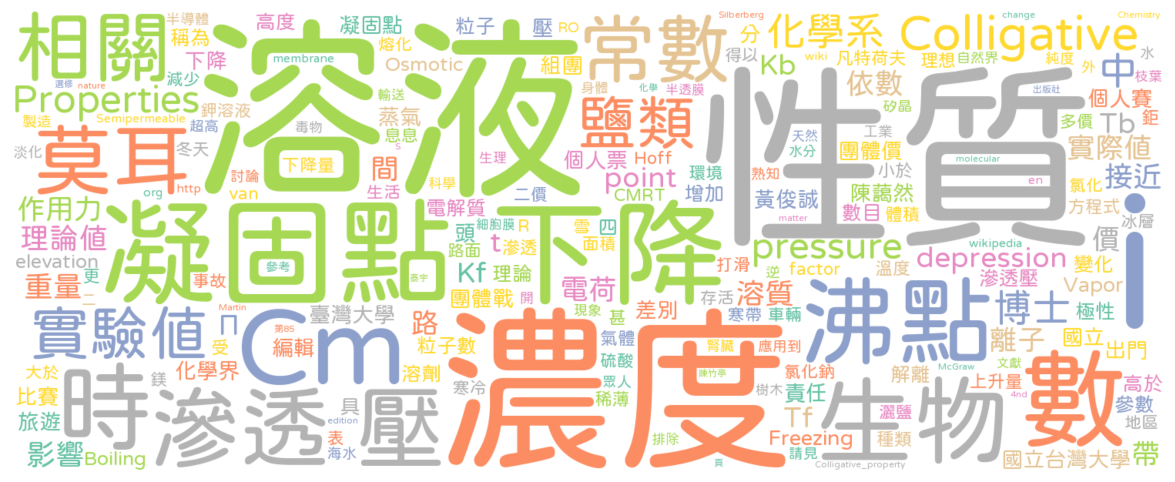 半導體
高度
凝固點
粒子
壓
RO
Silberberg
change
Chemistry
相關
稱為
溶液
常數
化學系
Colligative
選修
nature
下降
減少
membrane
熔化
Osmotic
組團
分
得以
wiki
凡特荷夫
理想
自然界
純度
水
外
枝葉
Properties
鉀溶液
輸送
身體
化學
半透膜
Kb
依數
中
出版社
個人賽
製造
Semipermeable
超高
毒物
蒸氣
息息
鹽類
性質
矽晶
多價
Tb
鉅
淡化
莫耳
冬天
下降量
s
天然
水分
工業
團體價
實際值
討論
間
生理
個人票
Hoff
環境
熟知
小於
molecular
接近
org
http
van
生活
科學
二價
point
CMRT
增加
黃俊誠
陳藹然
en
氯化
作用力
電解質
細胞膜
R
雪
四
數目
體積
matter
方程式
冰層
理論值
凝固點下降
頭
路面
t
滲透
面積
pressure
wikipedia
價
i
elevation
更
參考
Kf
理論
打滑
逆
factor
溫度
depression
變化
重量
事故
二
泰宇
團體戰
開
電荷
存活
寒帶
車輛
溶質
滲透壓
Vapor
Martin
現象
甚
差別
沸點
博士
極性
實驗值
Π
受
第85
臺灣大學
路
粒子數
氣體
腎臟
應用到
離子
國立
出門
Cm
編輯
化學界
溶劑
硫酸
陳竹亭
氯化鈉
解離
McGraw
文獻
大於
比賽
時
鎂
寒冷
眾人
稀薄
濃度
樹木
責任
上升量
4nd
高於
數
參數
旅遊
滲透壓
具
Tf
生物
灑鹽
地區
影響
Boiling
edition
表
海水
排除
員
Freezing
請見
種類
Colligative_property
國立台灣大學
帶